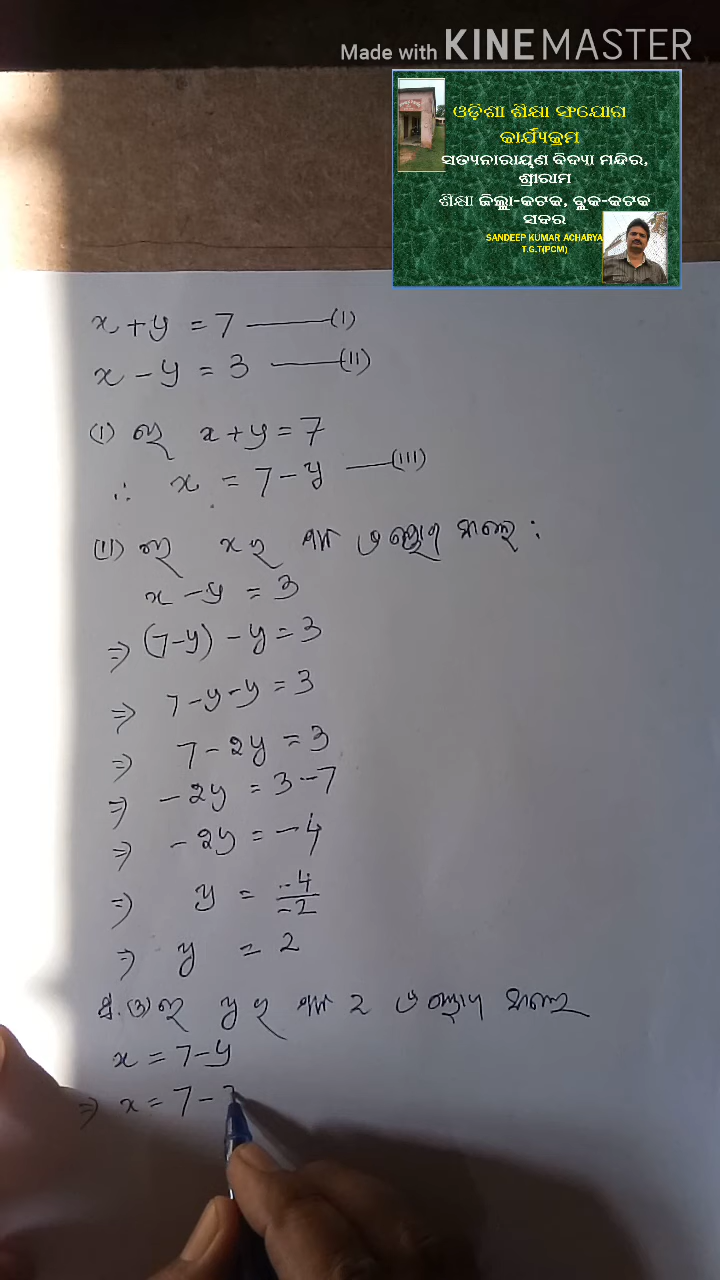 Made with KINEMASTER
ଓଡ଼ିଶା ଶିକ୍ଷା ସଂଯୋଗ
କାର୍ଯ୍ୟକ୍ରମ
ସତ୍ୟନାରାୟଣ ବିଦ୍ୟା ମନ୍ଦିର,
ଶ୍ରୀରାମ
ଶିକ୍ଷା ଜିଲ୍ଲା-କଟକ, ବ୍ଲକ-କଟକ
ସଦର
SANDEEP KUMAR ACHARYA
T.G.T(PCM)
x + y = 7 ——(I)
x - y = 3 ——(II)
(I) ରୁ x + y = 7
∴ x = 7 - y ——(III)
(II) ରେ x ର ମାନ
x - y = 3
⇒ (7-y) - y = 3
⇒ 7 - y - y = 3
⇒ 7 - 2y = 3
⇒ - 2y = 3 - 7
⇒ - 2y = -4
⇒ y = -4/-2
⇒ y = 2
y ର ମାନ 2
x = 7 - y
⇒ x = 7 -